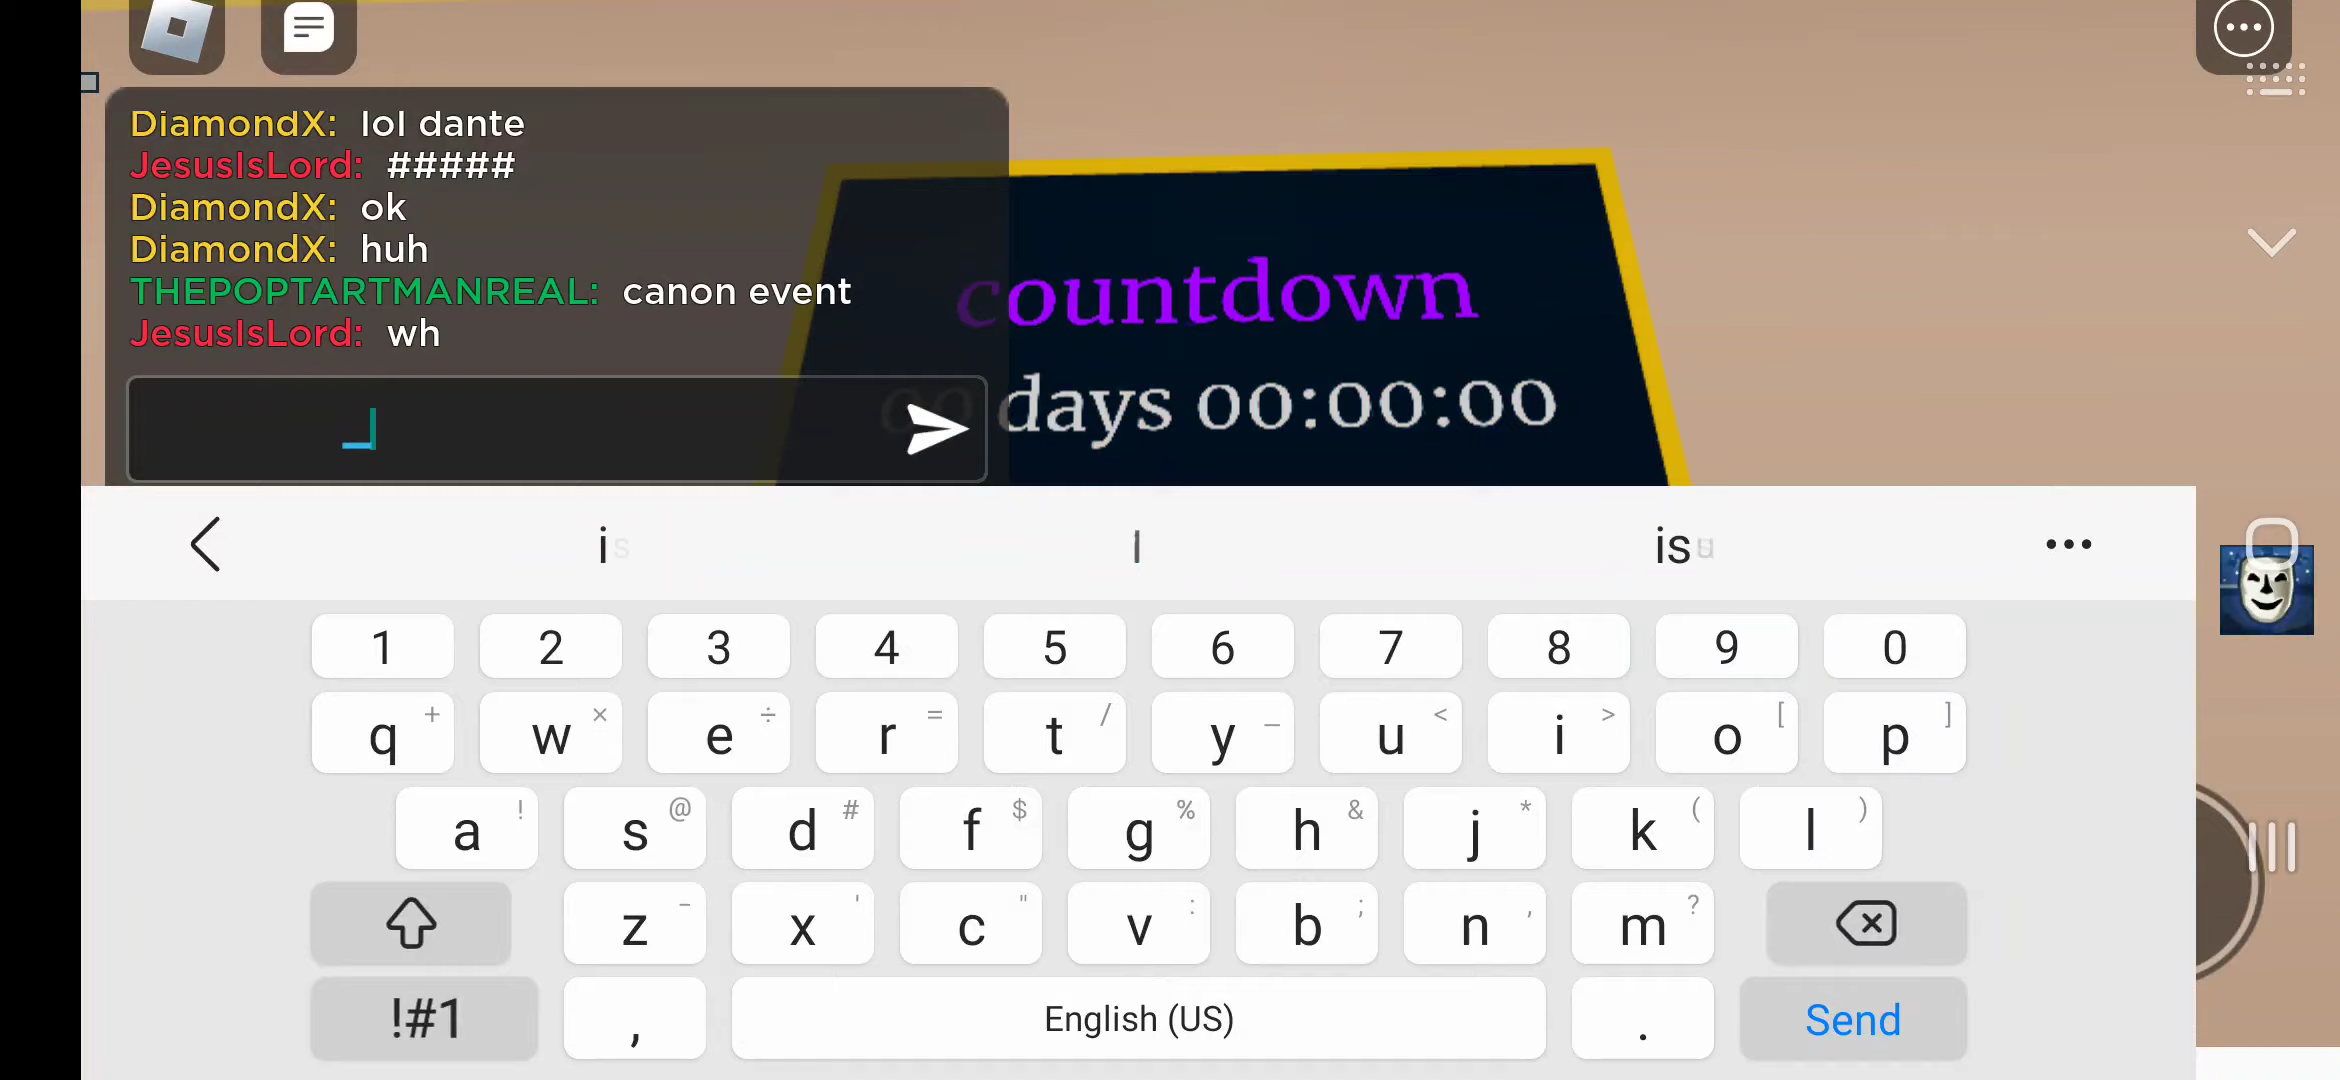 DiamondX: lol dante
JesusIsLord: #####
DiamondX: ok
DiamondX: huh
THEPOPTARTMANREAL: canon event
JesusIsLord: wh
countdown
00 days 00:00:00
i I is
1 2 3 4 5 6 7 8 9 0
q + w × e ÷ r = t / y _ u < i > o [ p ]
a ! s @ d # f $ g % h & j * k ( l )
z - x ' c " v : b ; n , m ?
!#1 , English (US) . Send